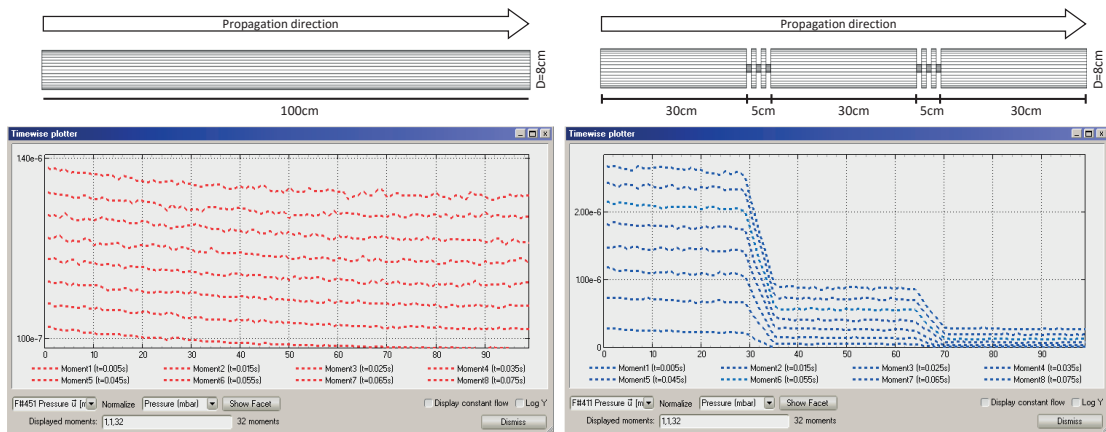 Propagation direction
D=8cm
100cm
Timewise plotter
140e-6
100e-7
0 10 20 30 40 50 60 70 80 90
Moment1 (t=0.005s) Moment2 (t=0.015s) Moment3 (t=0.025s) Moment4 (t=0.035s)
Moment5 (t=0.045s) Moment6 (t=0.055s) Moment7 (t=0.065s) Moment8 (t=0.075s)
F#451 Pressure ū [m Normalize Pressure (mbar) Show Facet Display constant flow Log Y
Displayed moments: 1,1,32 32 moments Dismiss
Propagation direction
D=8cm
30cm 5cm 30cm 5cm 30cm
Timewise plotter
2.00e-6
1.00e-6
0
0 10 20 30 40 50 60 70 80 90
Moment1 (t=0.005s) Moment2 (t=0.015s) Moment3 (t=0.025s) Moment4 (t=0.035s)
Moment5 (t=0.045s) Moment6 (t=0.055s) Moment7 (t=0.065s) Moment8 (t=0.075s)
F#411 Pressure ū [m Normalize Pressure (mbar) Show Facet Display constant flow Log Y
Displayed moments: 1,1,32 32 moments Dismiss